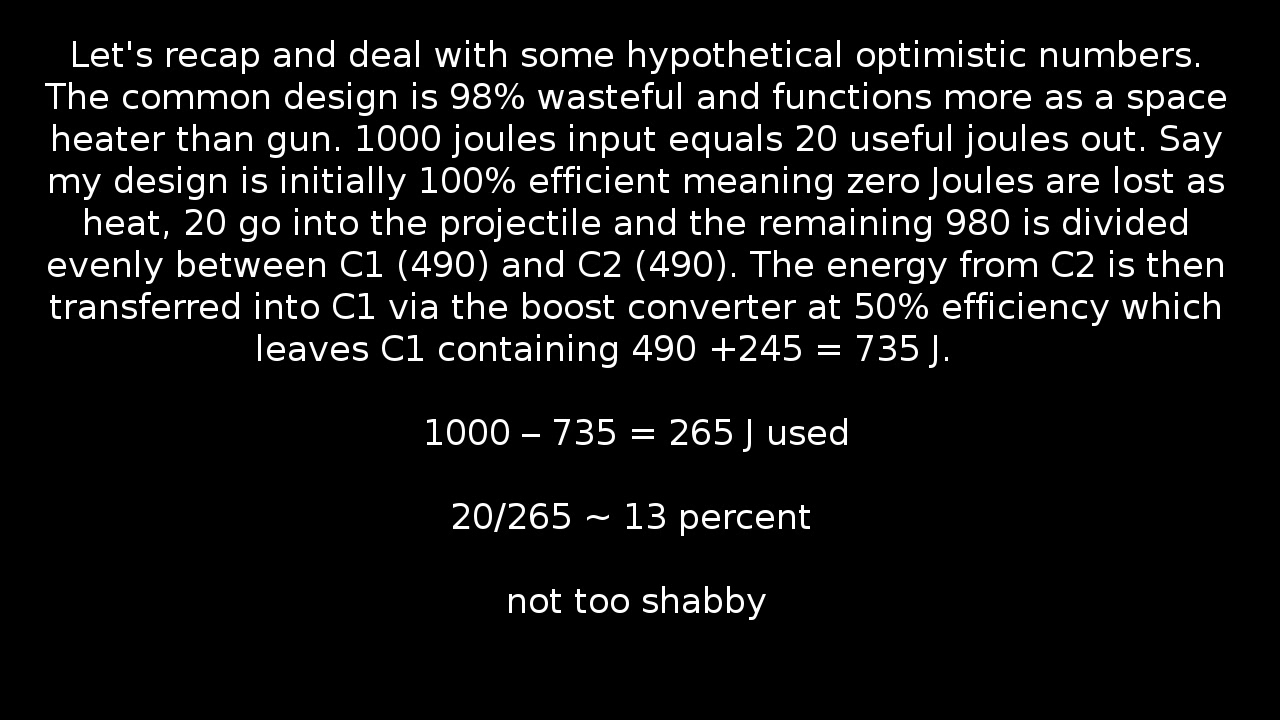 Let's recap and deal with some hypothetical optimistic numbers.
The common design is 98% wasteful and functions more as a space
heater than gun. 1000 joules input equals 20 useful joules out. Say
my design is initially 100% efficient meaning zero Joules are lost as
heat, 20 go into the projectile and the remaining 980 is divided
evenly between C1 (490) and C2 (490). The energy from C2 is then
transferred into C1 via the boost converter at 50% efficiency which
leaves C1 containing 490 +245 = 735 J.
1000 – 735 = 265 J used
20/265 ~ 13 percent
not too shabby